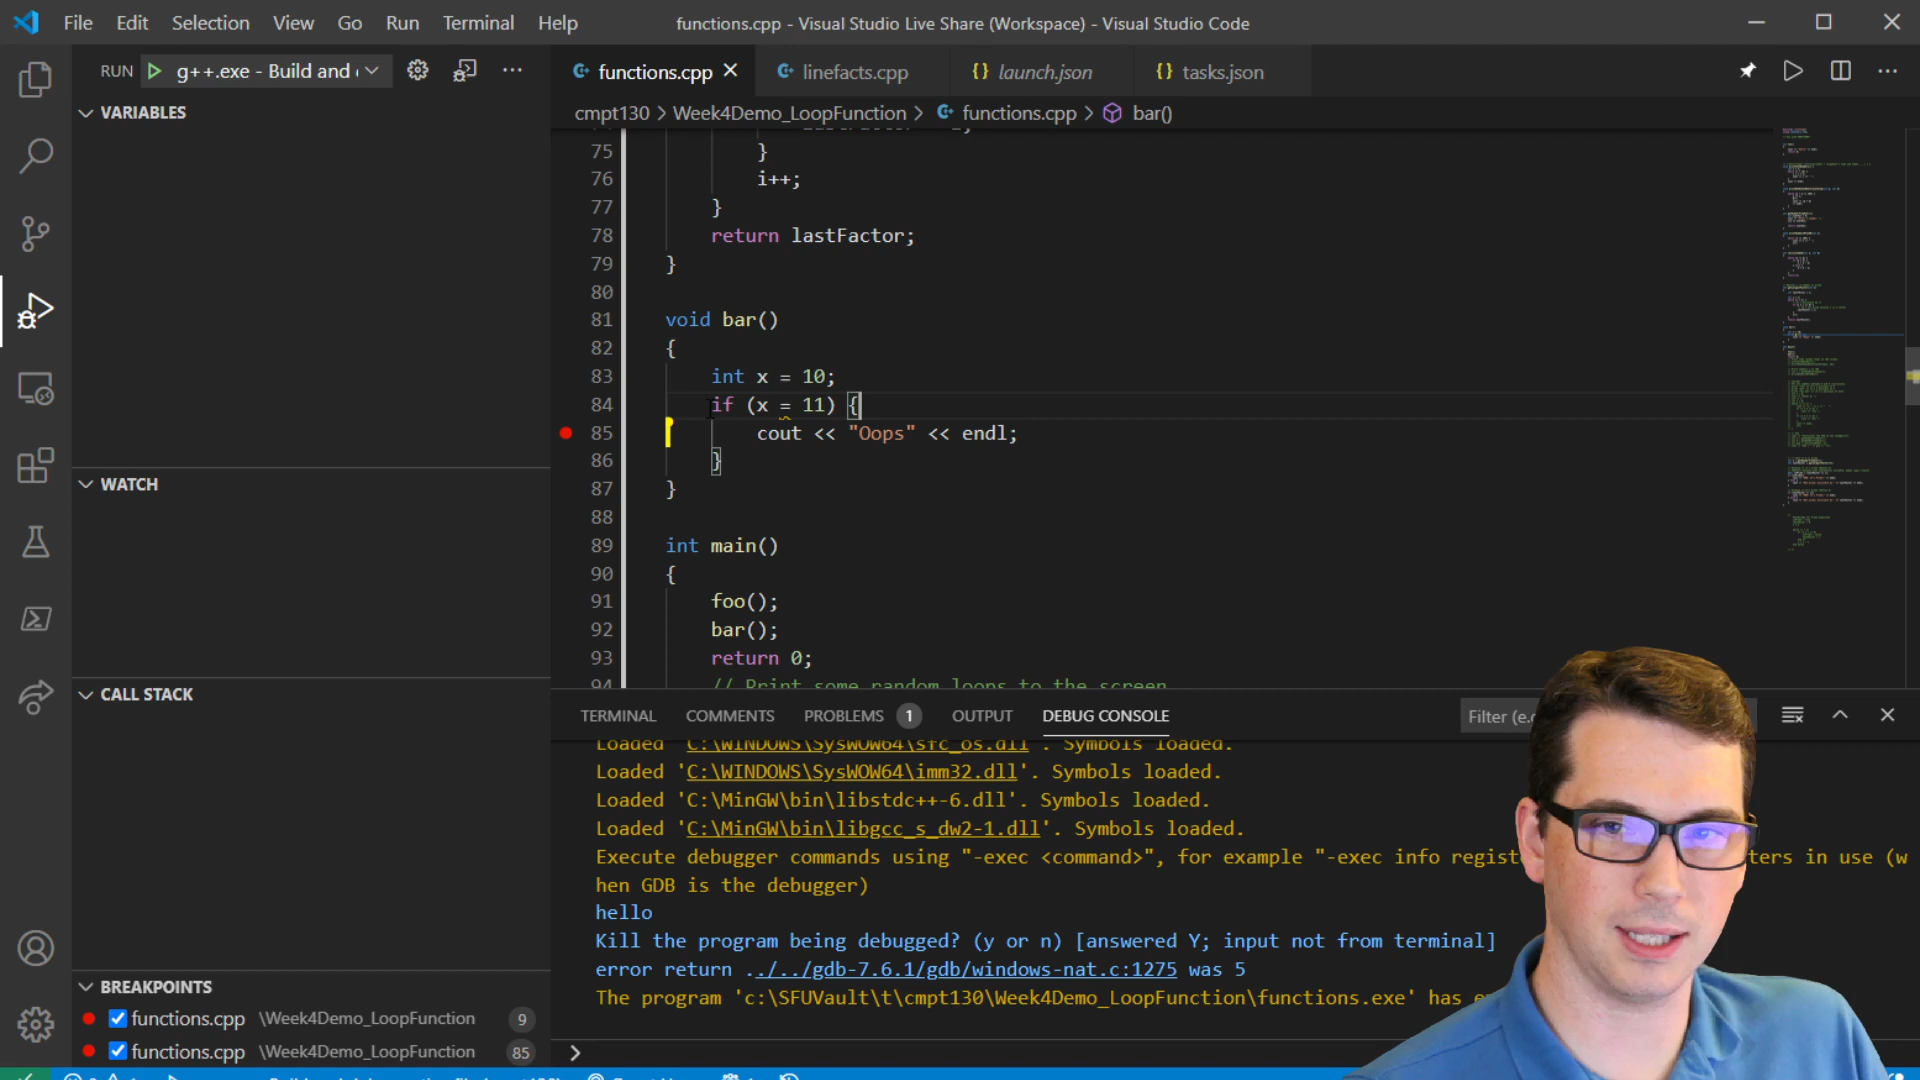 File Edit Selection View Go Run Terminal Help functions.cpp - Visual Studio Live Share (Workspace) - Visual Studio Code
RUN g++.exe - Build and
functions.cpp linefacts.cpp launch.json tasks.json
cmpt130 > Week4Demo_LoopFunction > functions.cpp > bar()
VARIABLES
WATCH
CALL STACK
BREAKPOINTS
functions.cpp \Week4Demo_LoopFunction 9
functions.cpp \Week4Demo_LoopFunction 85
75 }
76 i++;
77 }
78 return lastFactor;
79 }
80
81 void bar()
82 {
83 int x = 10;
84 if (x = 11) {
85 cout << "Oops" << endl;
86 }
87 }
88
89 int main()
90 {
91 foo();
92 bar();
93 return 0;
94 // Print some random loops to the screen
TERMINAL COMMENTS PROBLEMS 1 OUTPUT DEBUG CONSOLE Filter (e.
Loaded 'C:\WINDOWS\SysWOW64\sfc_os.dll'. Symbols loaded.
Loaded 'C:\WINDOWS\SysWOW64\imm32.dll'. Symbols loaded.
Loaded 'C:\MinGW\bin\libstdc++-6.dll'. Symbols loaded.
Loaded 'C:\MinGW\bin\libgcc_s_dw2-1.dll'. Symbols loaded.
Execute debugger commands using "-exec <command>", for example "-exec info regist ters in use (w
hen GDB is the debugger)
hello
Kill the program being debugged? (y or n) [answered Y; input not from terminal]
error return ../../gdb-7.6.1/gdb/windows-nat.c:1275 was 5
The program 'c:\SFUVault\t\cmpt130\Week4Demo_LoopFunction\functions.exe' has